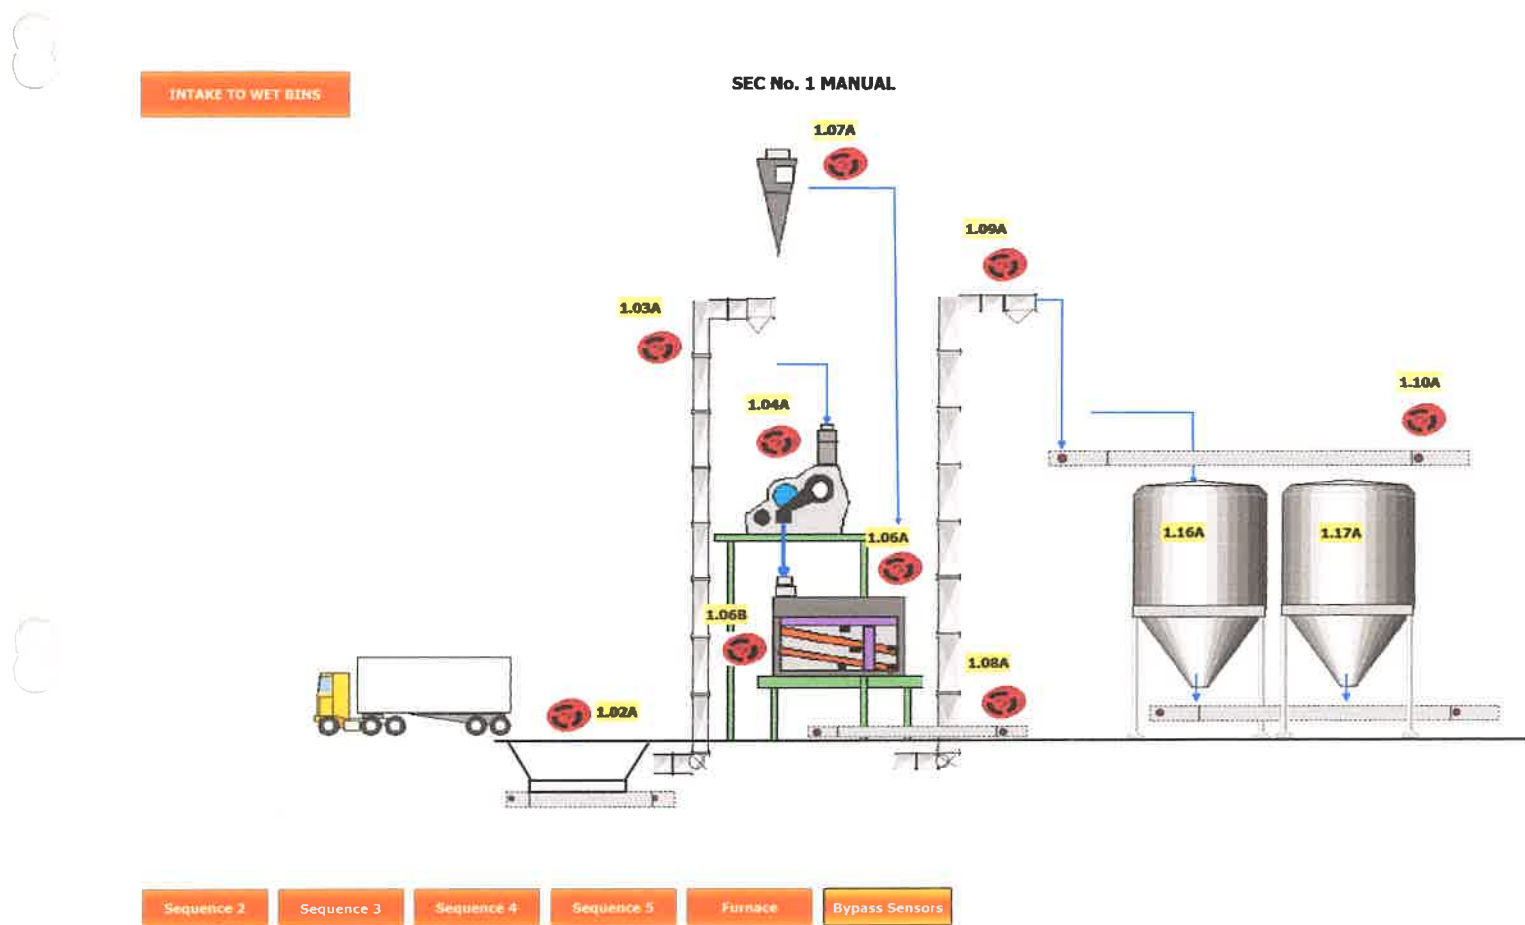 SEC No. 1 MANUAL
INTAKE TO WET BINS
1.07A
1.09A
1.03A
1.10A
1.04A
1.16A
1.17A
1.06A
1.06B
1.08A
1.02A
Sequence 2
Sequence 3
Sequence 4
Sequence 5
Furnace
Bypass Sensors